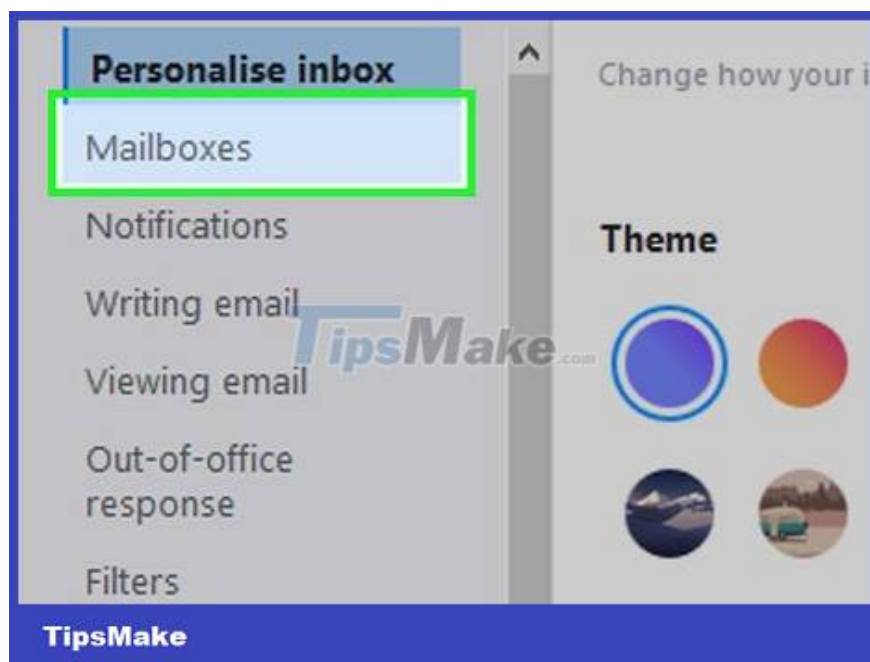 Personalise inbox
Mailboxes
Notifications
Writing email
Viewing email
Out-of-office
response
Filters
Change how your i
Theme
TipsMake.com
TipsMake